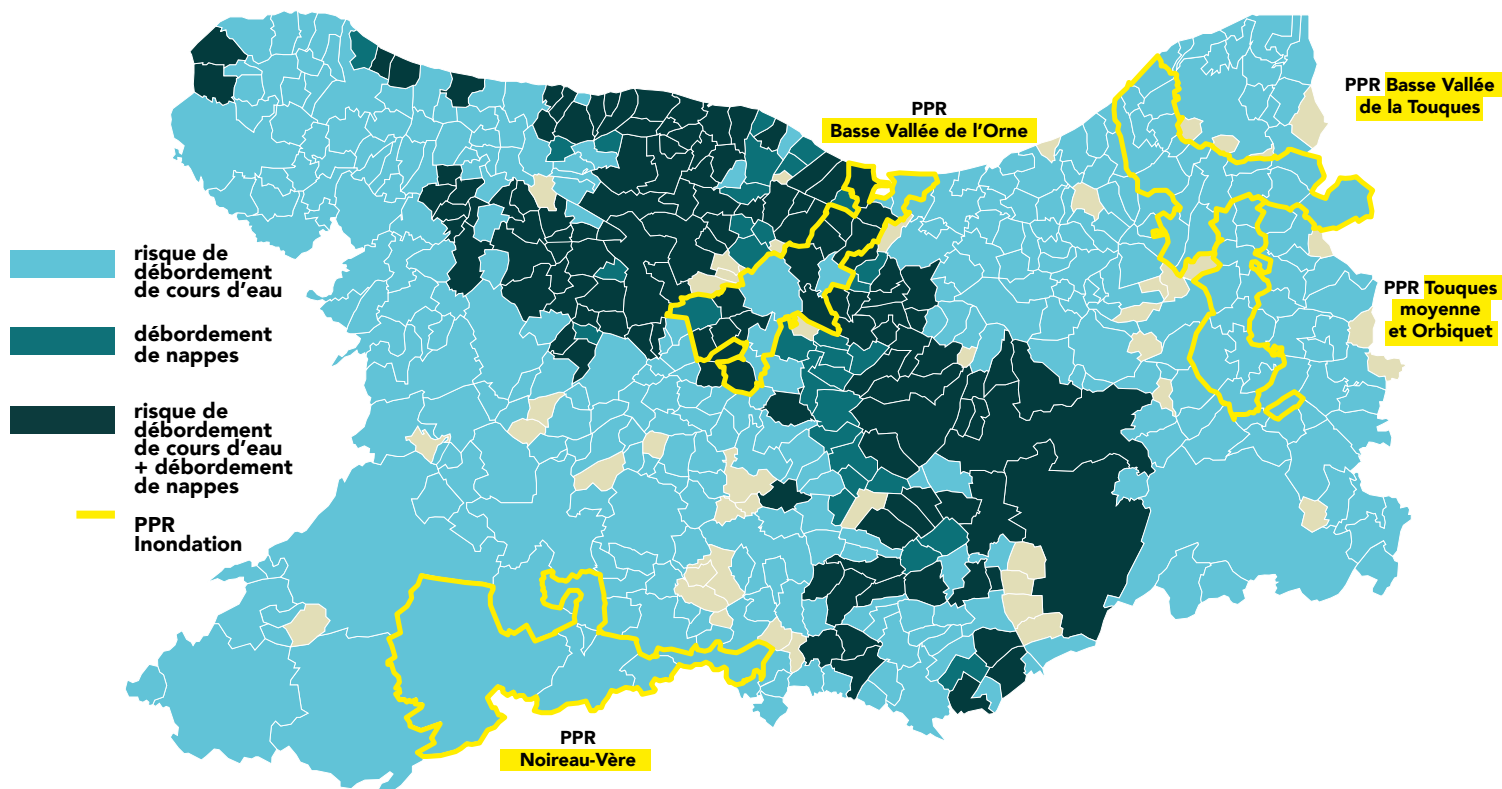 PPR
Basse Vallée de l'Orne
PPR Basse Vallée
de la Touques
risque de
débordement
de cours d'eau
débordement
de nappes
risque de
débordement
de cours d'eau
+ débordement
de nappes
PPR
Inondation
PPR Touques
moyenne
et Orbiquet
PPR
Noireau-Vère